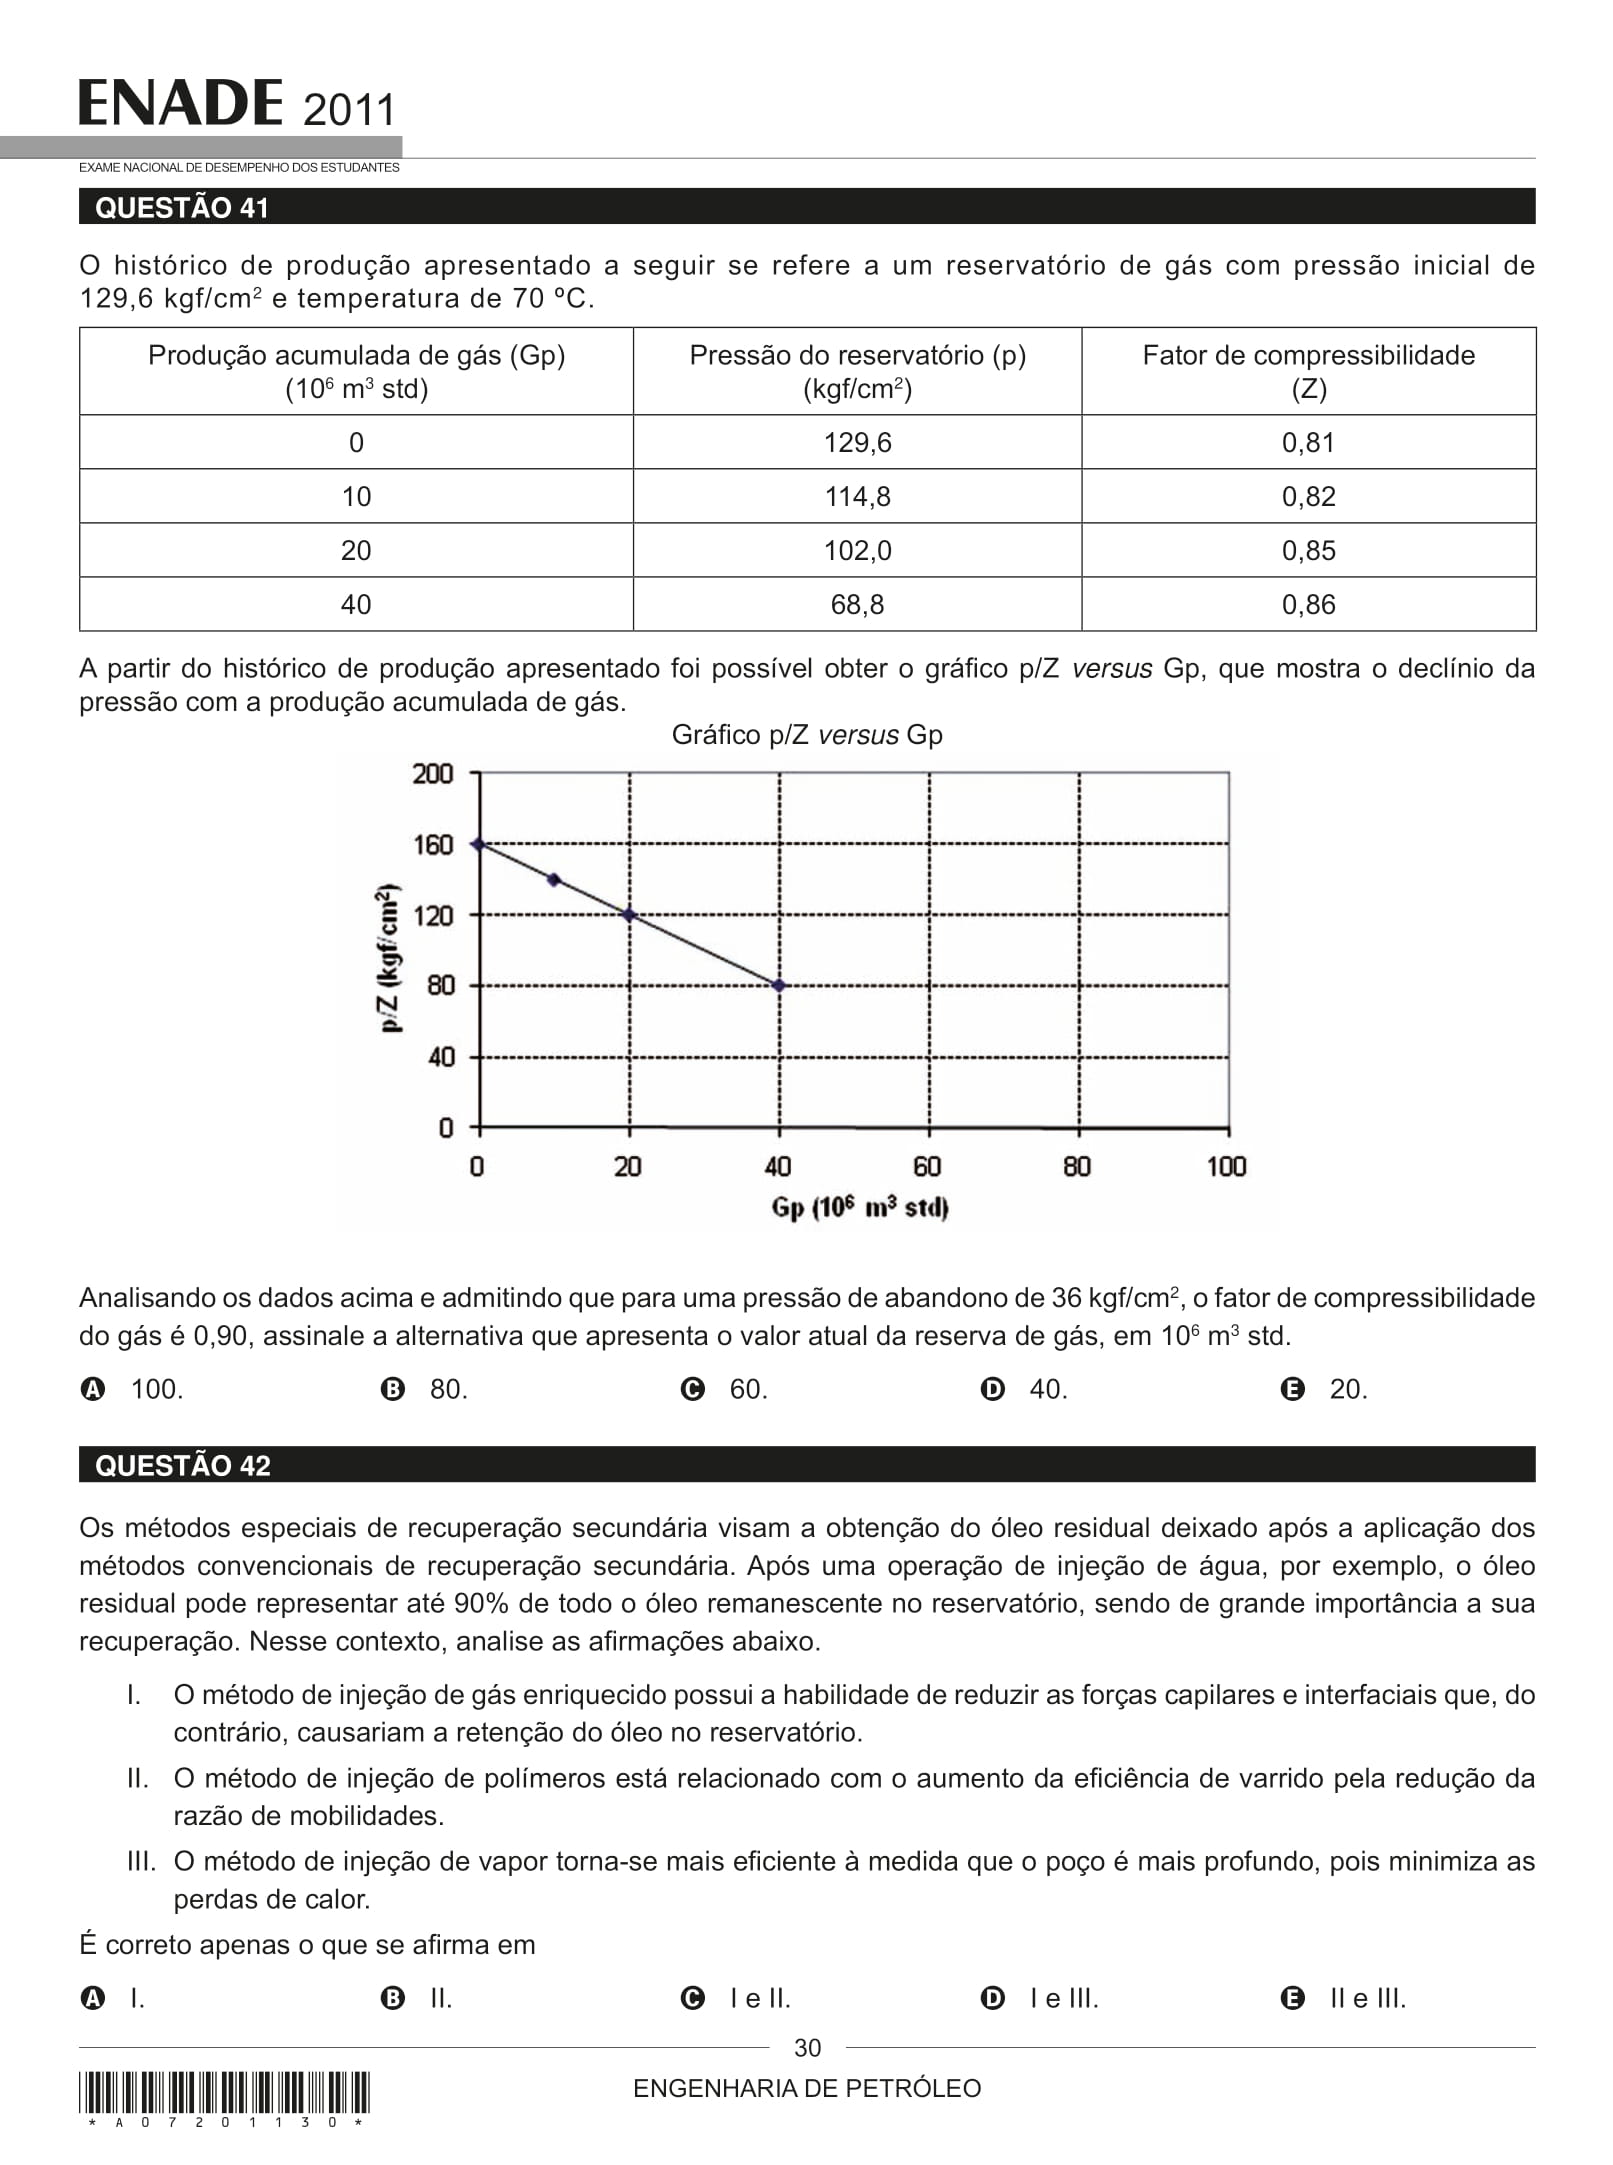 ENADE 2011
EXAME NACIONAL DE DESEMPENHO DOS ESTUDANTES
QUESTÃO 41
O histórico de produção apresentado a seguir se refere a um reservatório de gás com pressão inicial de
129,6 kgf/cm² e temperatura de 70 ºC.
Produção acumulada de gás (Gp) Pressão do reservatório (p) Fator de compressibilidade
(10⁶ m³ std) (kgf/cm²) (Z)
0 129,6 0,81
10 114,8 0,82
20 102,0 0,85
40 68,8 0,86
A partir do histórico de produção apresentado foi possível obter o gráfico p/Z versus Gp, que mostra o declínio da
pressão com a produção acumulada de gás.
Gráfico p/Z versus Gp
200
160
120
80
40
0
p/Z (kgf/cm²)
0 20 40 60 80 100
Gp (10⁶ m³ std)
Analisando os dados acima e admitindo que para uma pressão de abandono de 36 kgf/cm², o fator de compressibilidade
do gás é 0,90, assinale a alternativa que apresenta o valor atual da reserva de gás, em 10⁶ m³ std.
A 100. B 80. C 60. D 40. E 20.
QUESTÃO 42
Os métodos especiais de recuperação secundária visam a obtenção do óleo residual deixado após a aplicação dos
métodos convencionais de recuperação secundária. Após uma operação de injeção de água, por exemplo, o óleo
residual pode representar até 90% de todo o óleo remanescente no reservatório, sendo de grande importância a sua
recuperação. Nesse contexto, analise as afirmações abaixo.
I. O método de injeção de gás enriquecido possui a habilidade de reduzir as forças capilares e interfaciais que, do
contrário, causariam a retenção do óleo no reservatório.
II. O método de injeção de polímeros está relacionado com o aumento da eficiência de varrido pela redução da
razão de mobilidades.
III. O método de injeção de vapor torna-se mais eficiente à medida que o poço é mais profundo, pois minimiza as
perdas de calor.
É correto apenas o que se afirma em
A I. B II. C I e II. D I e III. E II e III.
30
ENGENHARIA DE PETRÓLEO
* A 0 7 2 0 1 1 3 0 *